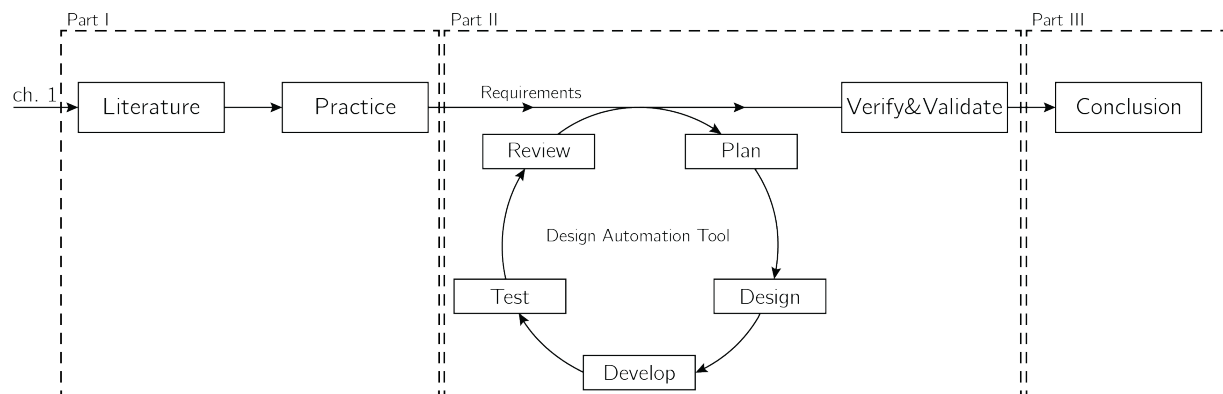 Part I
Part II
Part III
ch. 1
Literature
Practice
Requirements
Verify&Validate
Conclusion
Review
Plan
Design Automation Tool
Test
Design
Develop